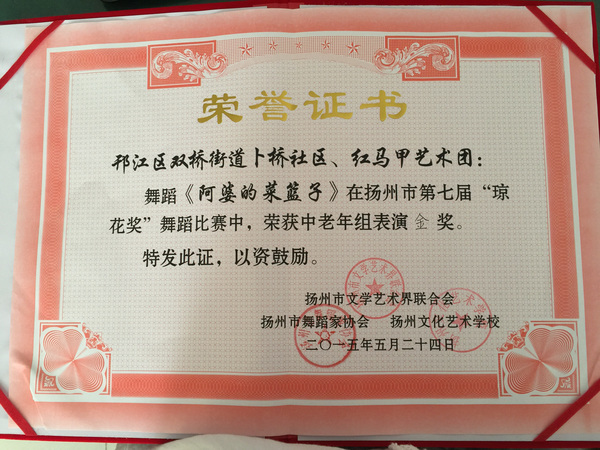 荣誉证书
邗江区双桥街道卜桥社区、红马甲艺术团：
舞蹈《阿婆的菜篮子》在扬州市第七届“琼
花奖”舞蹈比赛中，荣获中老年组表演金奖。
特发此证，以资鼓励。
扬州市文学艺术界联合会
扬州市舞蹈家协会 扬州文化艺术学校
二〇一五年五月二十四日